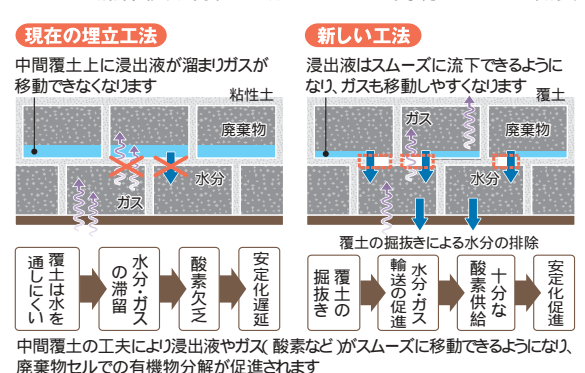 現在の埋立工法
中間覆土上に浸出液が溜まりガスが
移動できなくなります
粘性土
廃棄物
水分
ガス
覆土は水を
通しにくい
水分・ガス
の滞留
酸素欠乏
安定化遅延
新しい工法
浸出液はスムーズに流下できるように
なり、ガスも移動しやすくなります
覆土
ガス
廃棄物
水分
覆土の掘抜きによる水分の排除
覆土の
掘抜き
水分・ガス
輸送の促進
十分な
酸素供給
安定化促進
中間覆土の工夫により浸出液やガス(酸素など)がスムーズに移動できるようになり、
廃棄物セルでの有機物分解が促進されます